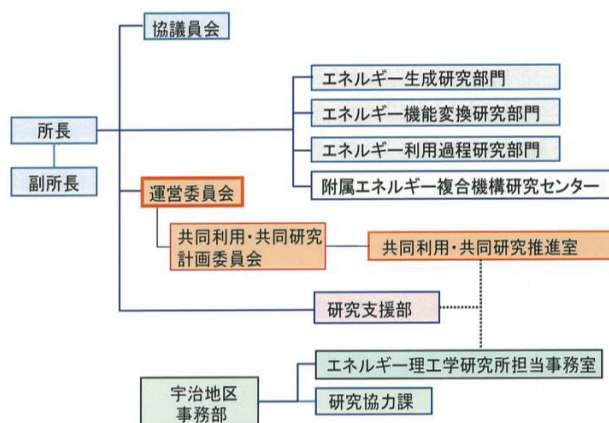 協議員会
エネルギー生成研究部門
エネルギー機能変換研究部門
所長
エネルギー利用過程研究部門
副所長
附属エネルギー複合機構研究センター
運営委員会
共同利用・共同研究
計画委員会
共同利用・共同研究推進室
研究支援部
エネルギー理工学研究所担当事務室
宇治地区
事務部
研究協力課